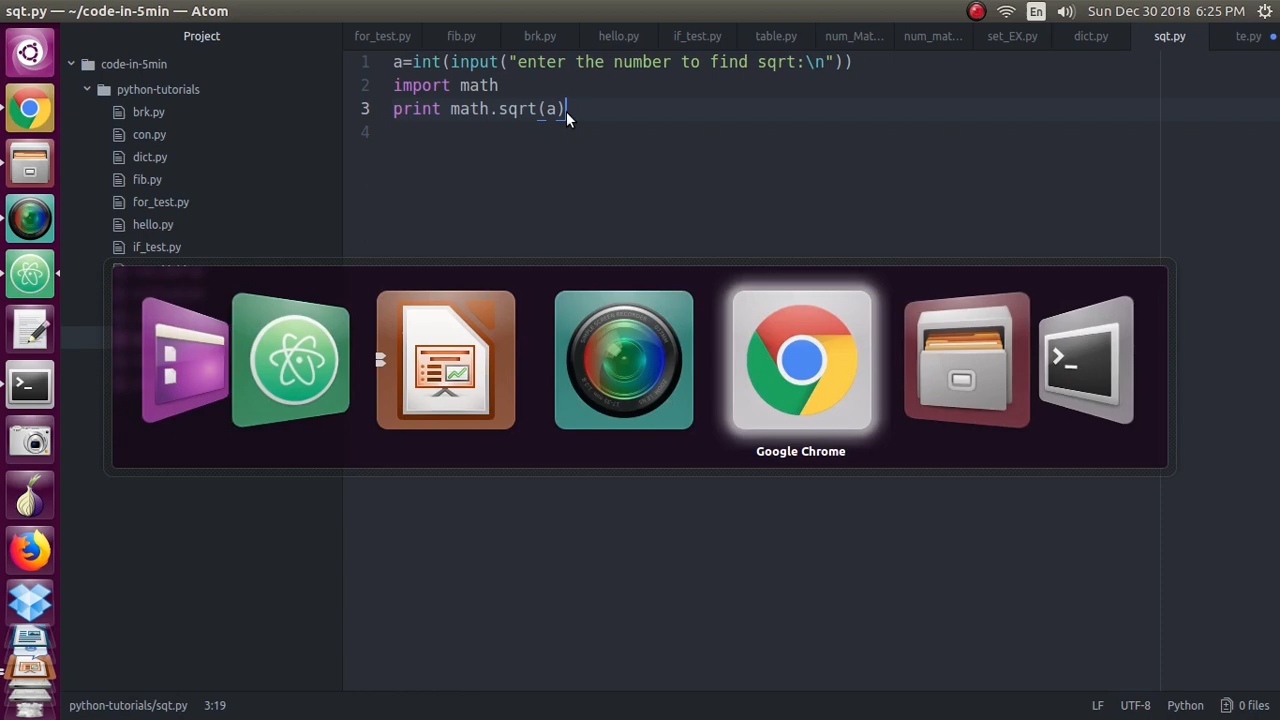 sqt.py — ~/code-in-5min — Atom
En
Sun Dec 30 2018 6:25 PM
Project
for_test.py
fib.py
brk.py
hello.py
if_test.py
table.py
num_Mat...
num_mat...
set_EX.py
dict.py
sqt.py
te.py
code-in-5min
python-tutorials
brk.py
con.py
dict.py
fib.py
for_test.py
hello.py
if_test.py
1 a=int(input("enter the number to find sqrt:\n"))
2 import math
3 print math.sqrt(a)
4
Google Chrome
python-tutorials/sqt.py 3:19
LF UTF-8 Python 0 files